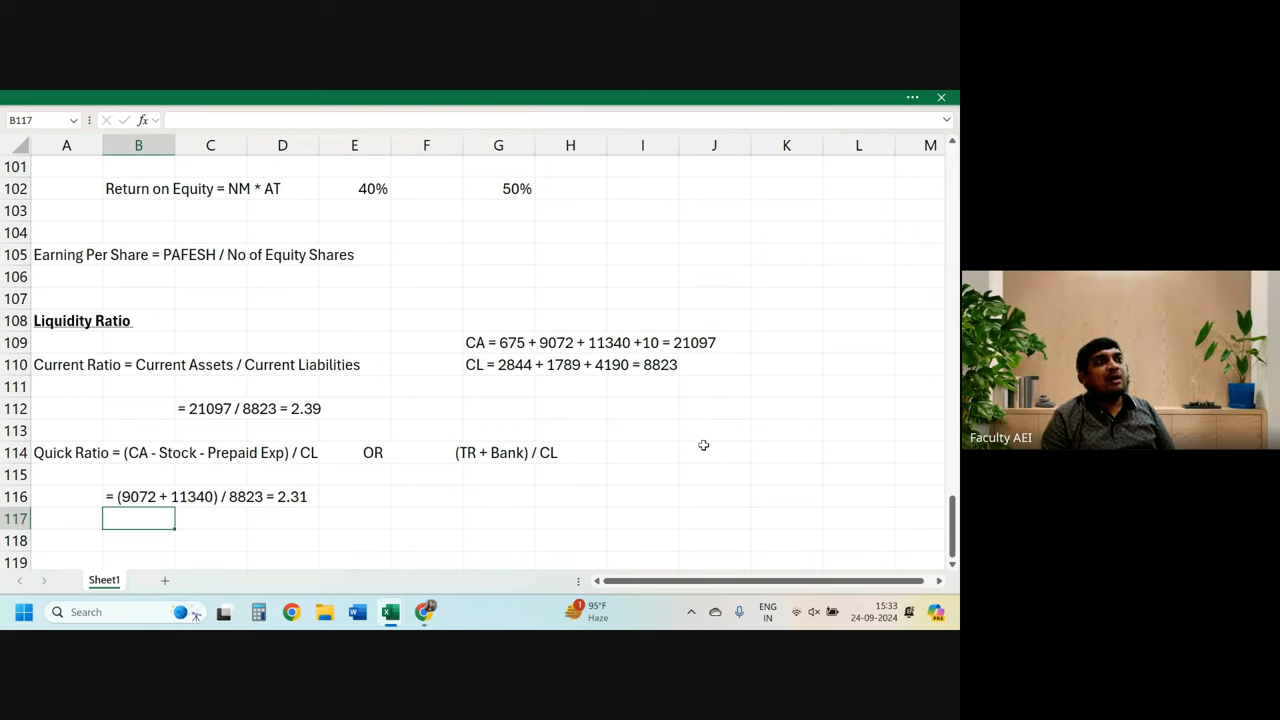 B117
fx
A B C D E F G H I J K L M
101
102 Return on Equity = NM * AT 40% 50%
103
104
105 Earning Per Share = PAFESH / No of Equity Shares
106
107
108 Liquidity Ratio
109 CA = 675 + 9072 + 11340 +10 = 21097
110 Current Ratio = Current Assets / Current Liabilities CL = 2844 + 1789 + 4190 = 8823
111
112 = 21097 / 8823 = 2.39
113
114 Quick Ratio = (CA - Stock - Prepaid Exp) / CL OR (TR + Bank) / CL
115
116 = (9072 + 11340) / 8823 = 2.31
117
118
119
Faculty AEI
Sheet1
Search
1
95°F
Haze
ENG
IN
15:33
24-09-2024
PRE